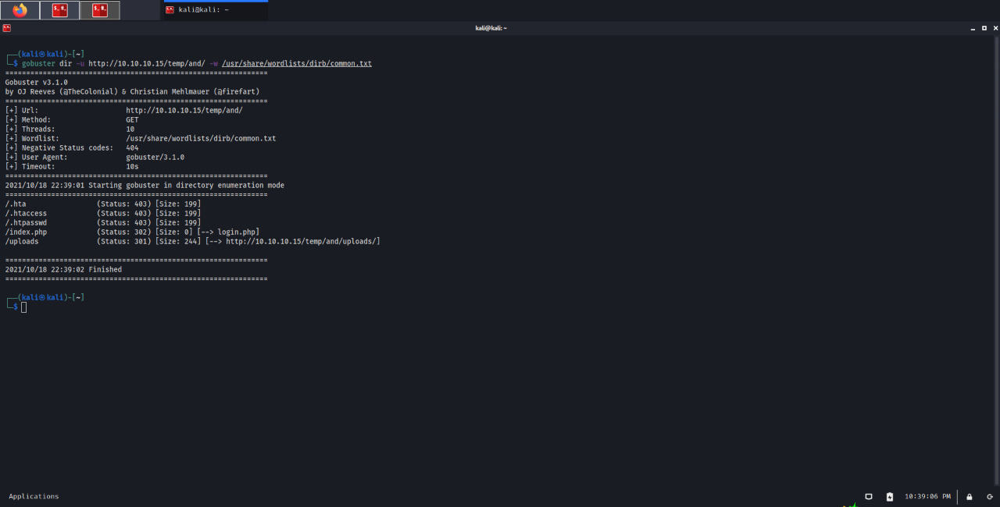 kali@kali: ~
kali@kali: ~
┌──(kali㉿kali)-[~]
└─$ gobuster dir -u http://10.10.10.15/temp/and/ -w /usr/share/wordlists/dirb/common.txt
===============================================================
Gobuster v3.1.0
by OJ Reeves (@TheColonial) & Christian Mehlmauer (@firefart)
===============================================================
[+] Url:                     http://10.10.10.15/temp/and/
[+] Method:                  GET
[+] Threads:                 10
[+] Wordlist:                /usr/share/wordlists/dirb/common.txt
[+] Negative Status codes:   404
[+] User Agent:              gobuster/3.1.0
[+] Timeout:                 10s
===============================================================
2021/10/18 22:39:01 Starting gobuster in directory enumeration mode
===============================================================
/.hta                 (Status: 403) [Size: 199]
/.htaccess            (Status: 403) [Size: 199]
/.htpasswd            (Status: 403) [Size: 199]
/index.php            (Status: 302) [Size: 0] [--> login.php]
/uploads              (Status: 301) [Size: 244] [--> http://10.10.10.15/temp/and/uploads/]
===============================================================
2021/10/18 22:39:02 Finished
===============================================================
┌──(kali㉿kali)-[~]
└─$
Applications
10:39:06 PM